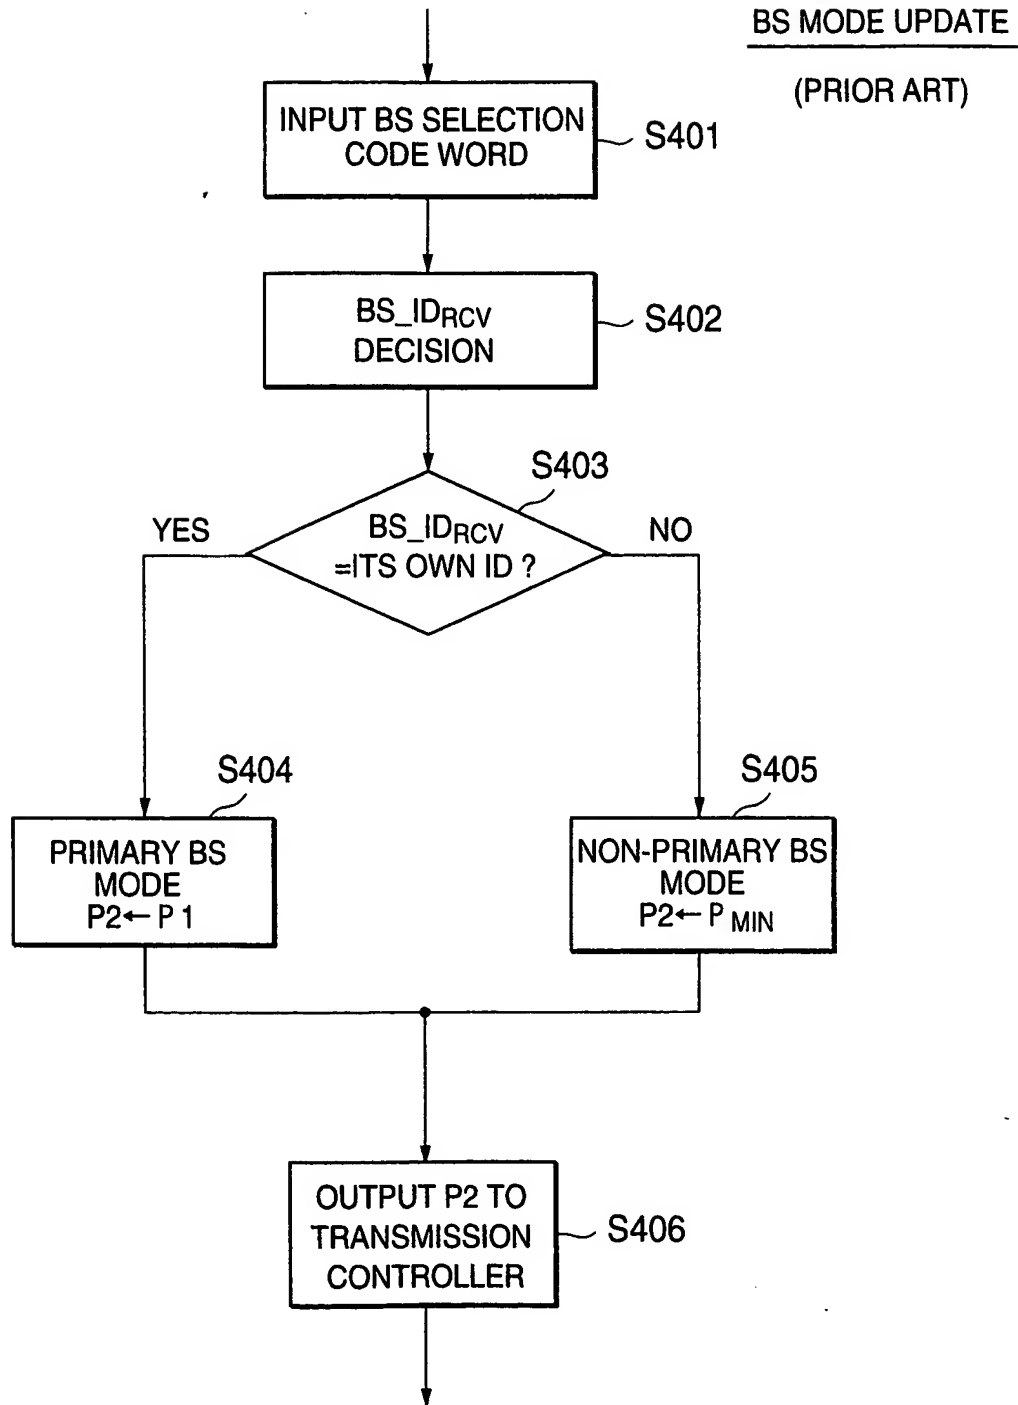 BS MODE UPDATE
(PRIOR ART)
INPUT BS SELECTION
CODE WORD
S401
BS_IDRCV
DECISION
S402
S403
YES
BS_IDRCV
=ITS OWN ID ?
NO
S404
S405
PRIMARY BS
MODE
P2←P1
NON-PRIMARY BS
MODE
P2←P MIN
OUTPUT P2 TO
TRANSMISSION
CONTROLLER
S406